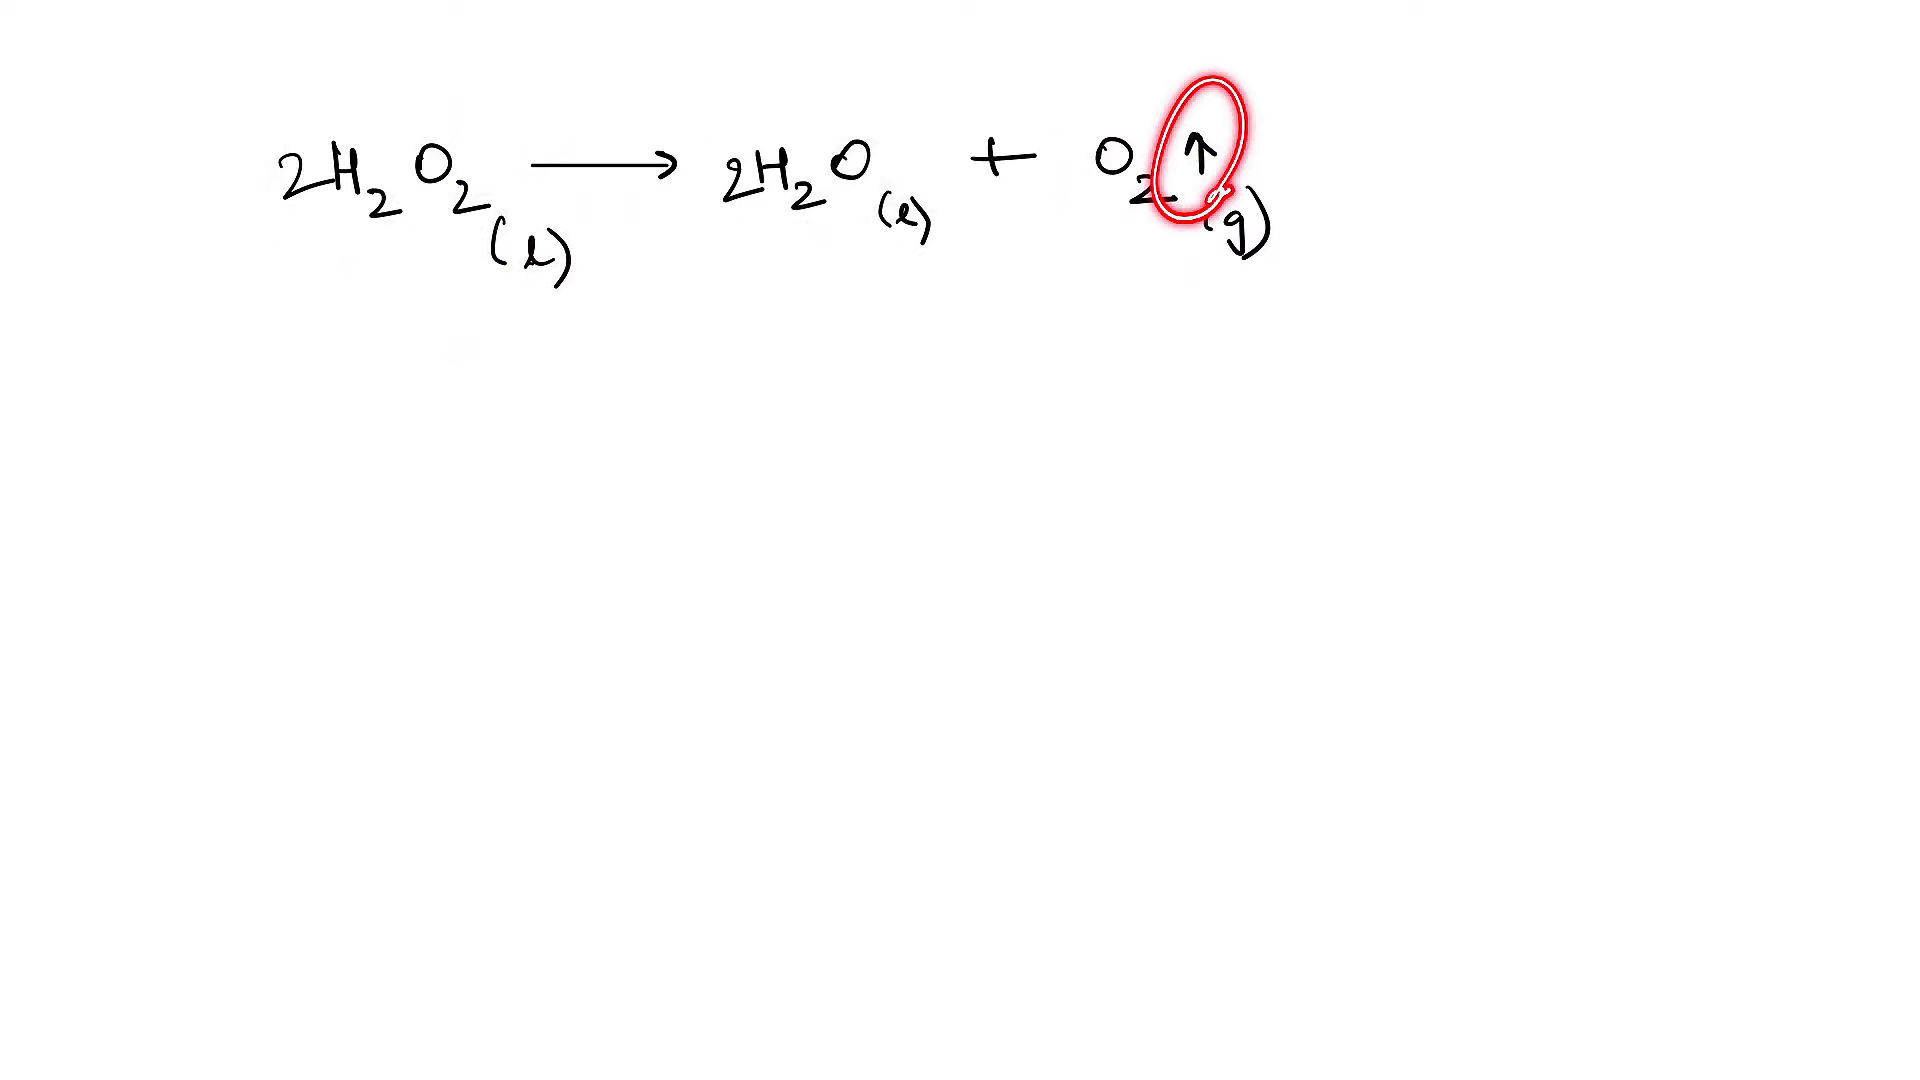 2H₂O₂(l) ⟶ 2H₂O(l) + O₂↑(g)